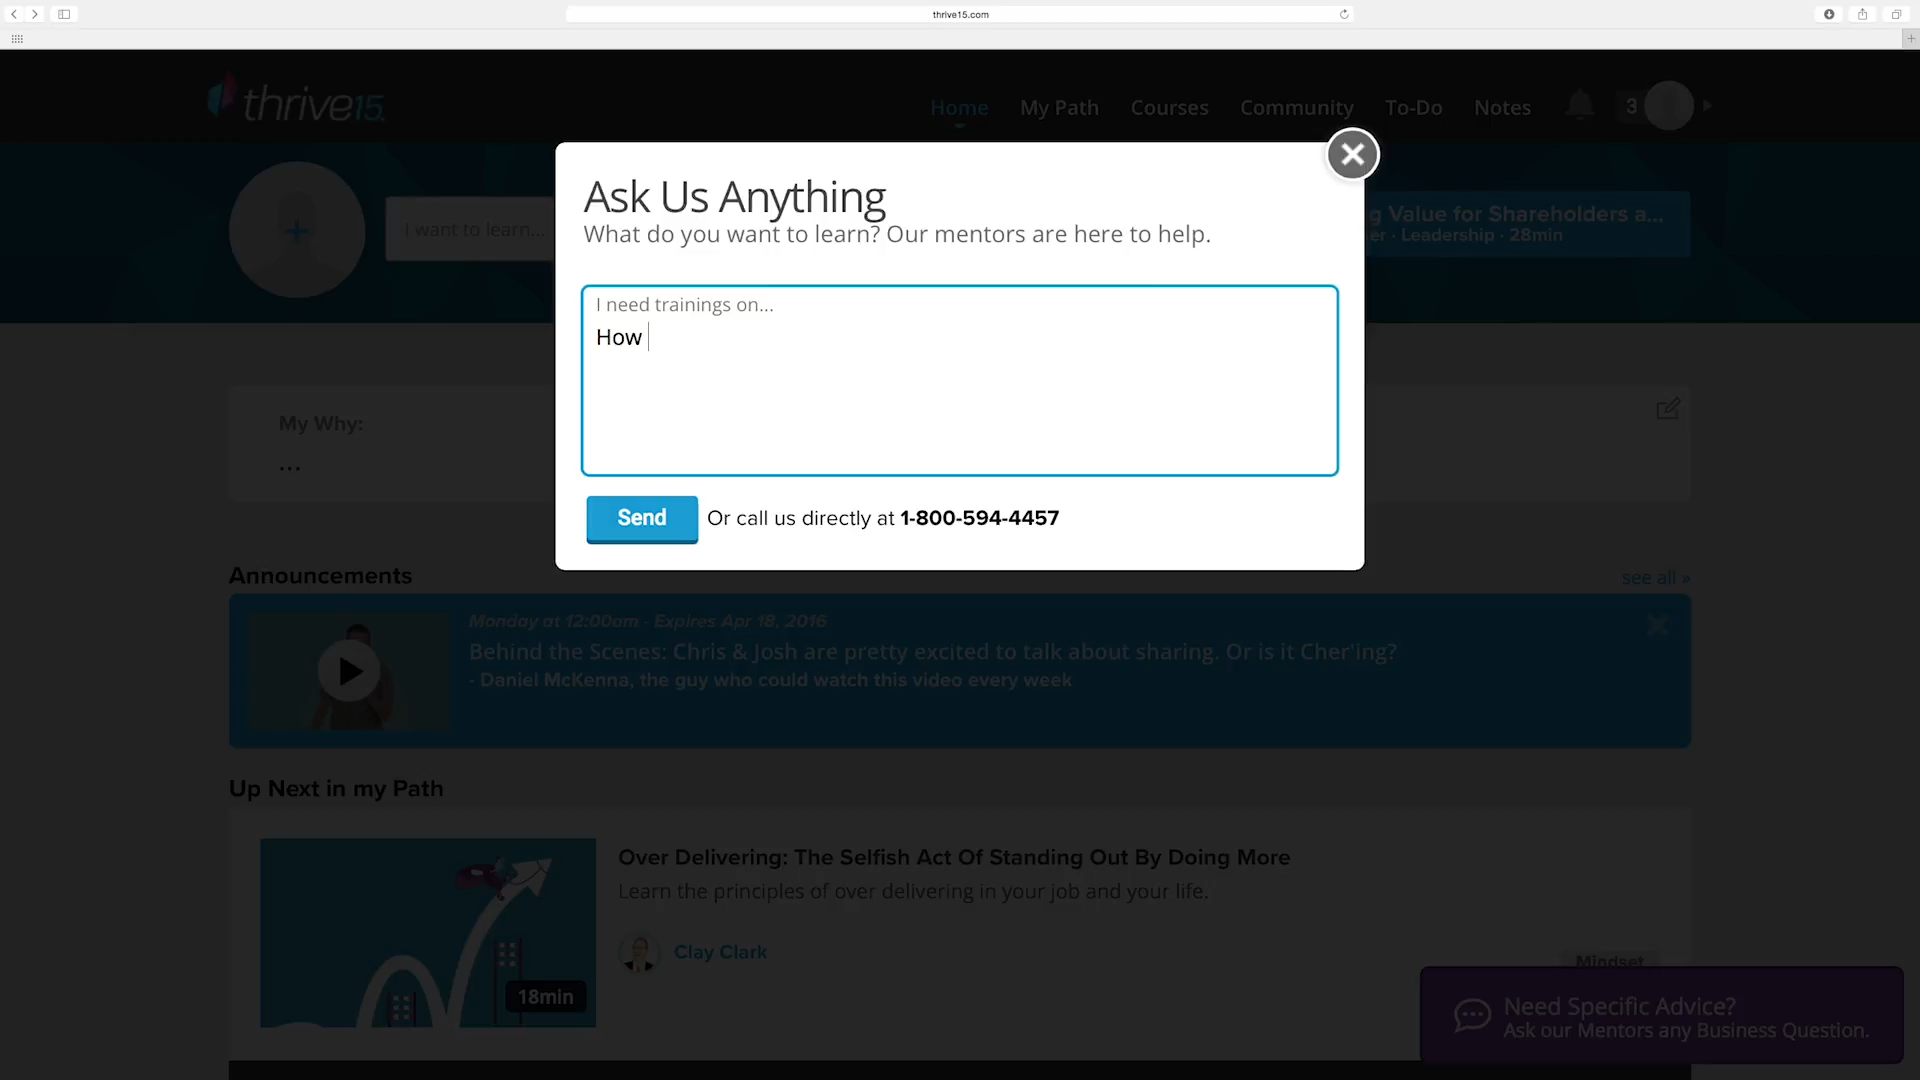 thrive15.com
thrive15
Home
My Path
Courses
Community
To-Do
Notes
3
Ask Us Anything
What do you want to learn? Our mentors are here to help.
I want to learn...
g Value for Shareholders a...
er · Leadership · 28min
I need trainings on...
How
My Why:
...
Send
Or call us directly at 1-800-594-4457
Announcements
see all »
Monday at 12:00am - Expires Apr 18, 2016
Behind the Scenes: Chris & Josh are pretty excited to talk about sharing. Or is it Cher'ing?
- Daniel McKenna, the guy who could watch this video every week
Up Next in my Path
Over Delivering: The Selfish Act Of Standing Out By Doing More
Learn the principles of over delivering in your job and your life.
Clay Clark
18min
Mindset
Need Specific Advice?
Ask our Mentors any Business Question.